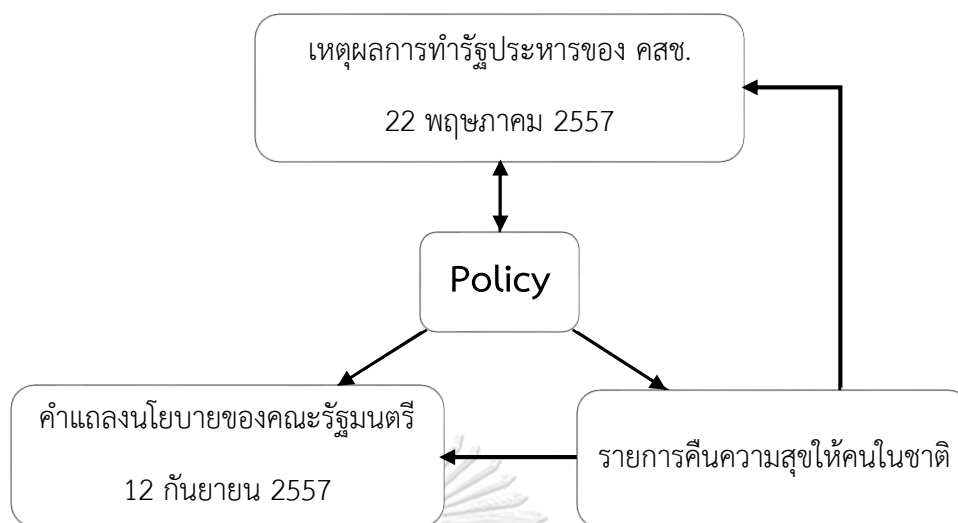 เหตุผลการทำรัฐประหารของ คสช.
22 พฤษภาคม 2557
Policy
คำแถลงนโยบายของคณะรัฐมนตรี
12 กันยายน 2557
รายการคืนความสุขให้คนในชาติ